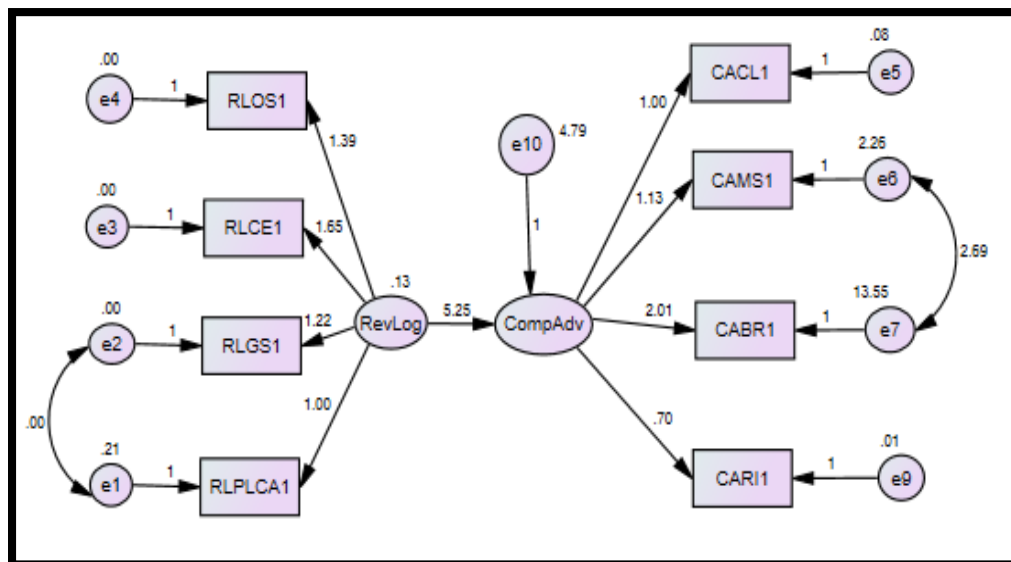 .00
e4
1
RLOS1
1.39
.00
e3
1
RLCE1
1.65
.13
RevLog
5.25
.00
e2
1
RLGS1
1.22
.00
.21
e1
1
RLPLCA1
1.00
e10
4.79
1
CompAdv
1.00
CACL1
1
.08
e5
1.13
CAMS1
1
2.26
e6
2.69
2.01
CABR1
1
13.55
e7
.70
CARI1
1
.01
e9